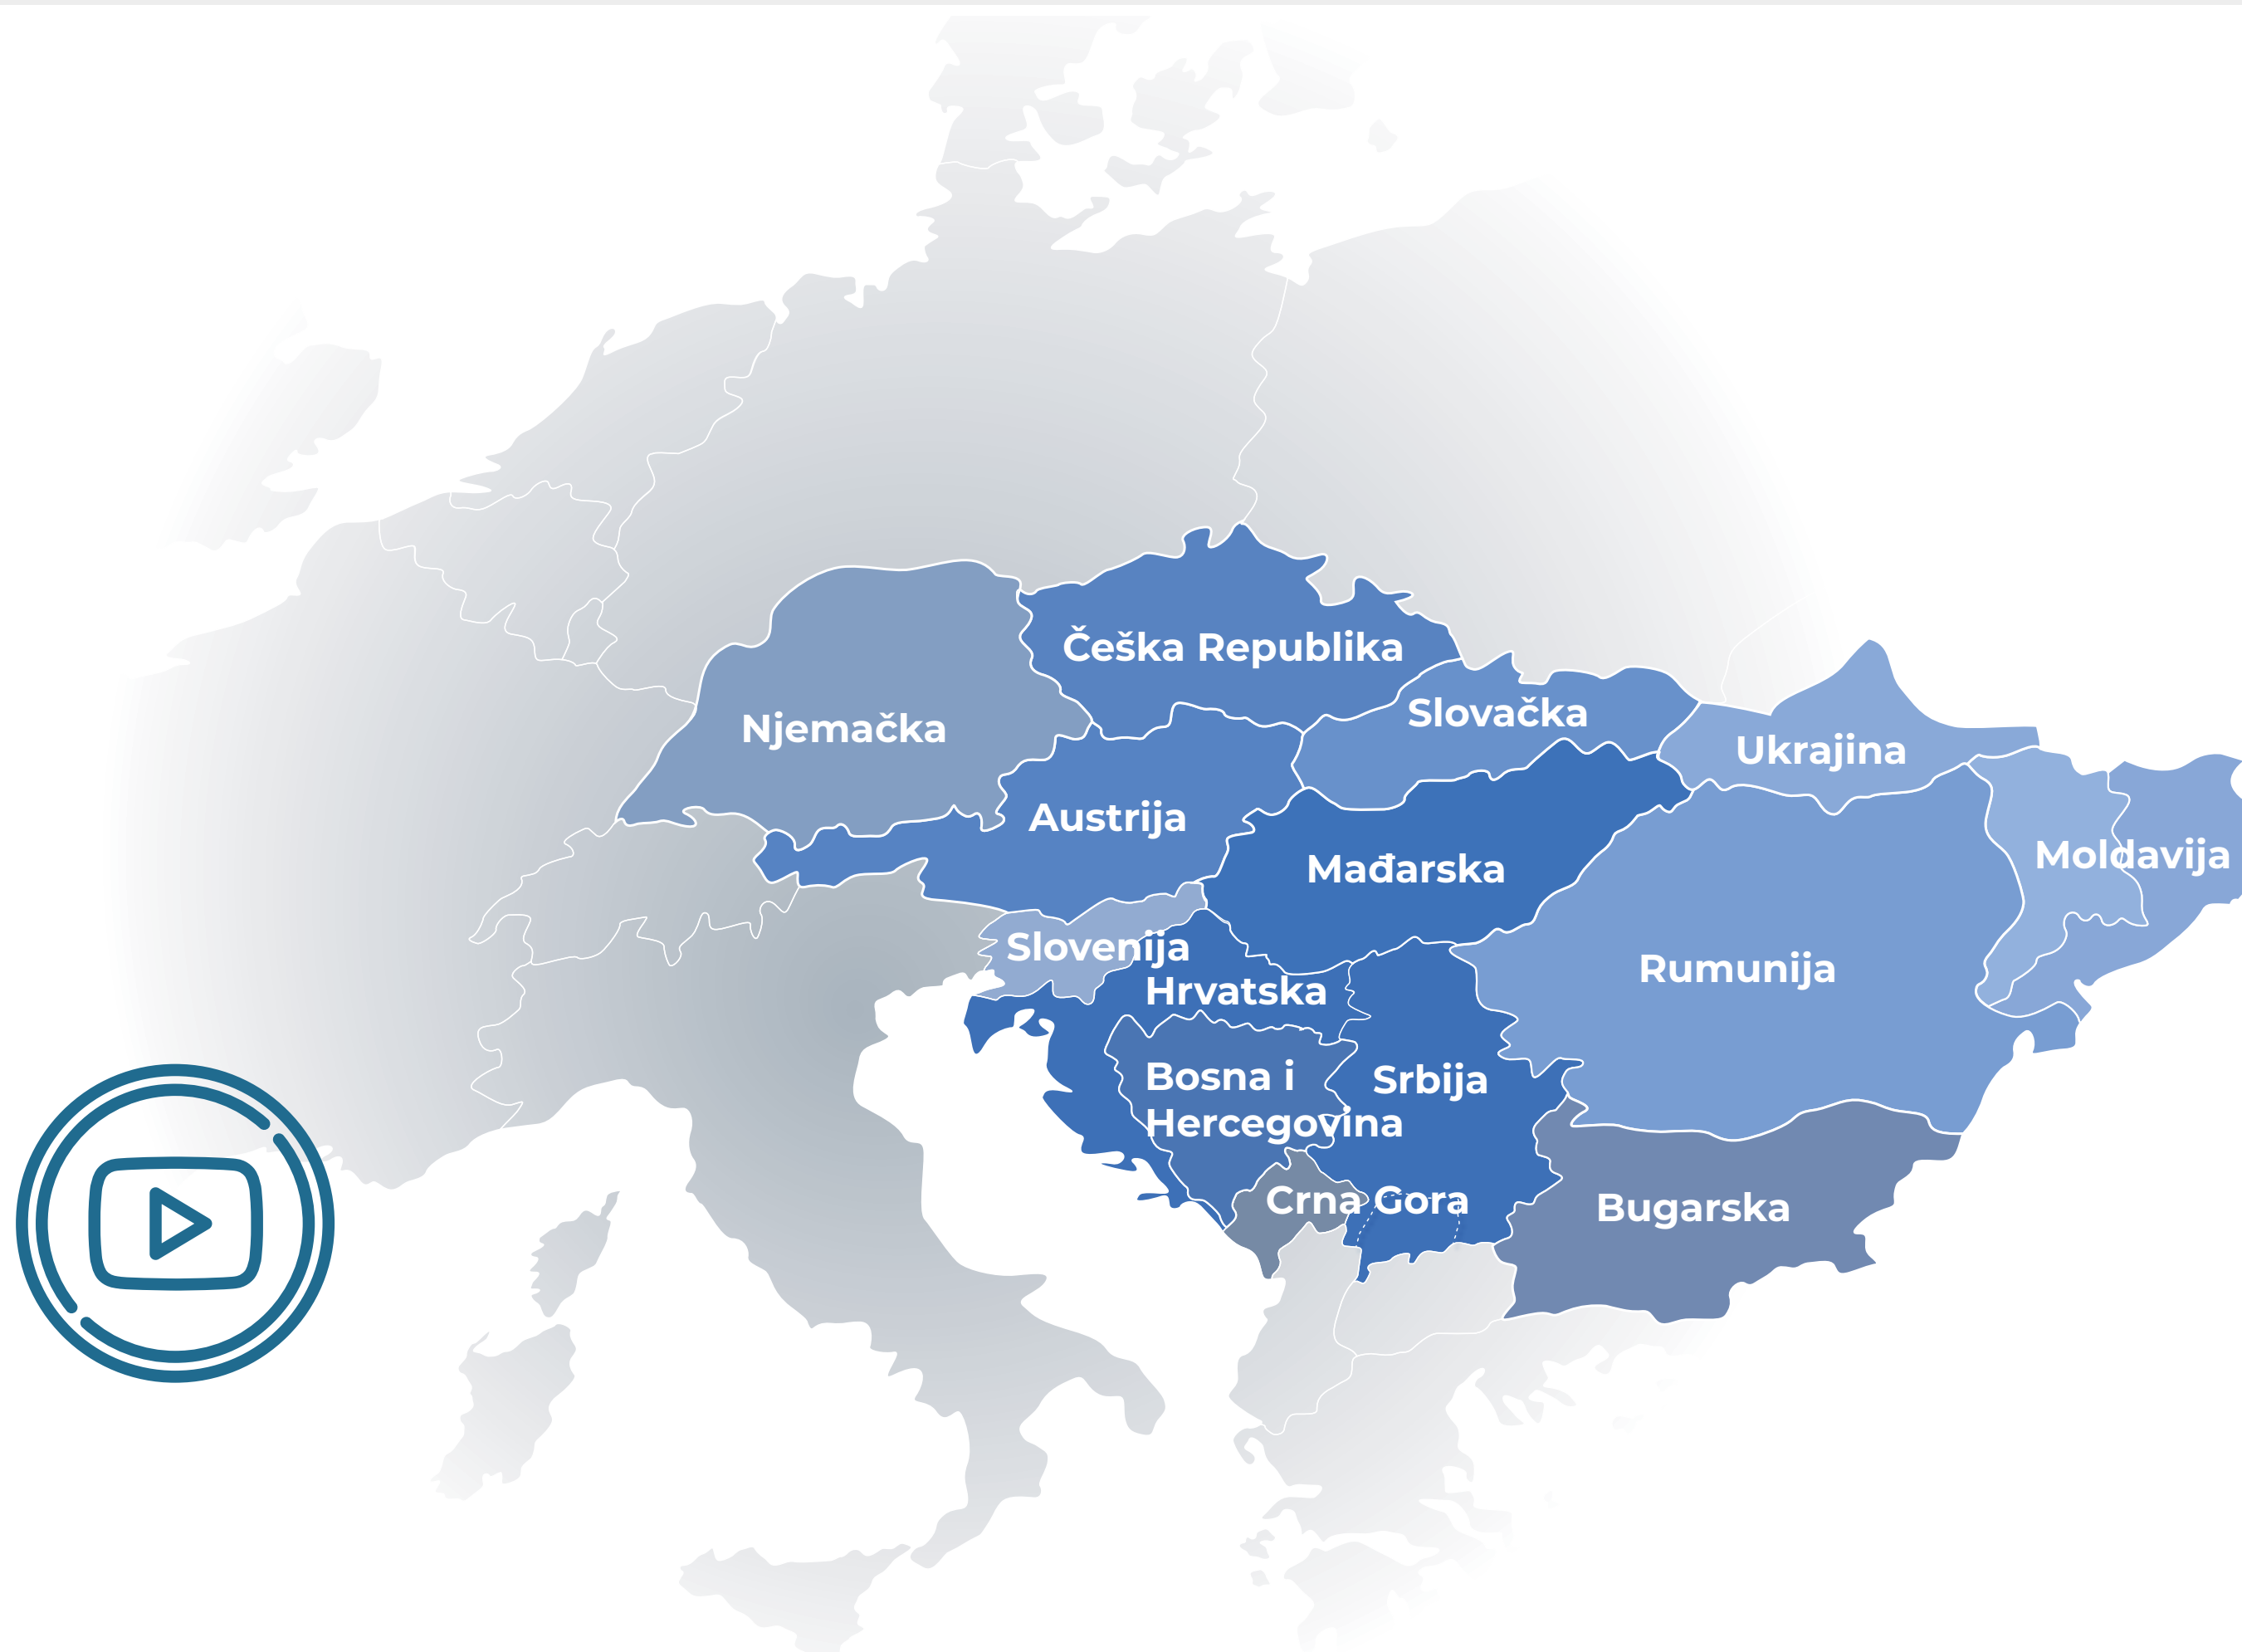 Češka Republika
Slovačka
Njemačka
Ukrajina
Austrija
Moldavija
Mađarska
Slovenija
Rumunija
Hrvatska
Bosna i
Hercegovina
Srbija
Crna Gora
Bugarska